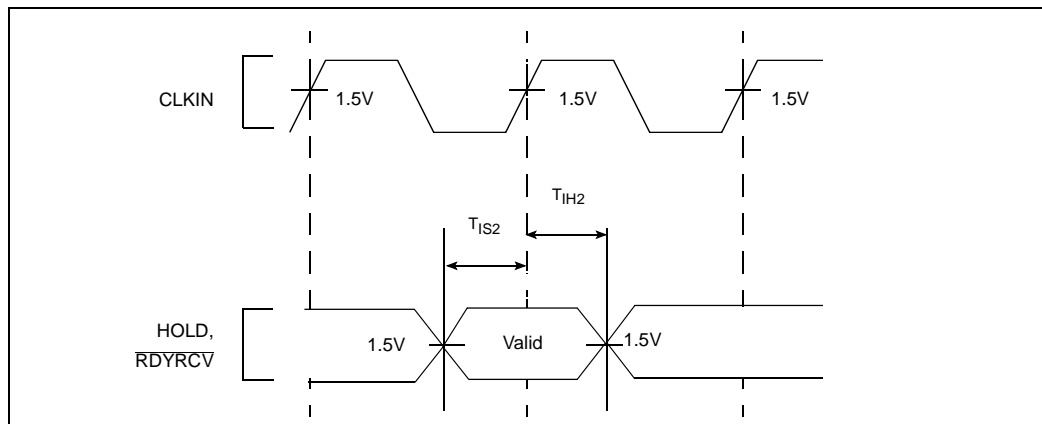 CLKIN
1.5V
1.5V
1.5V
TIH2
TIS2
HOLD,
RDYRCV
1.5V
Valid
1.5V